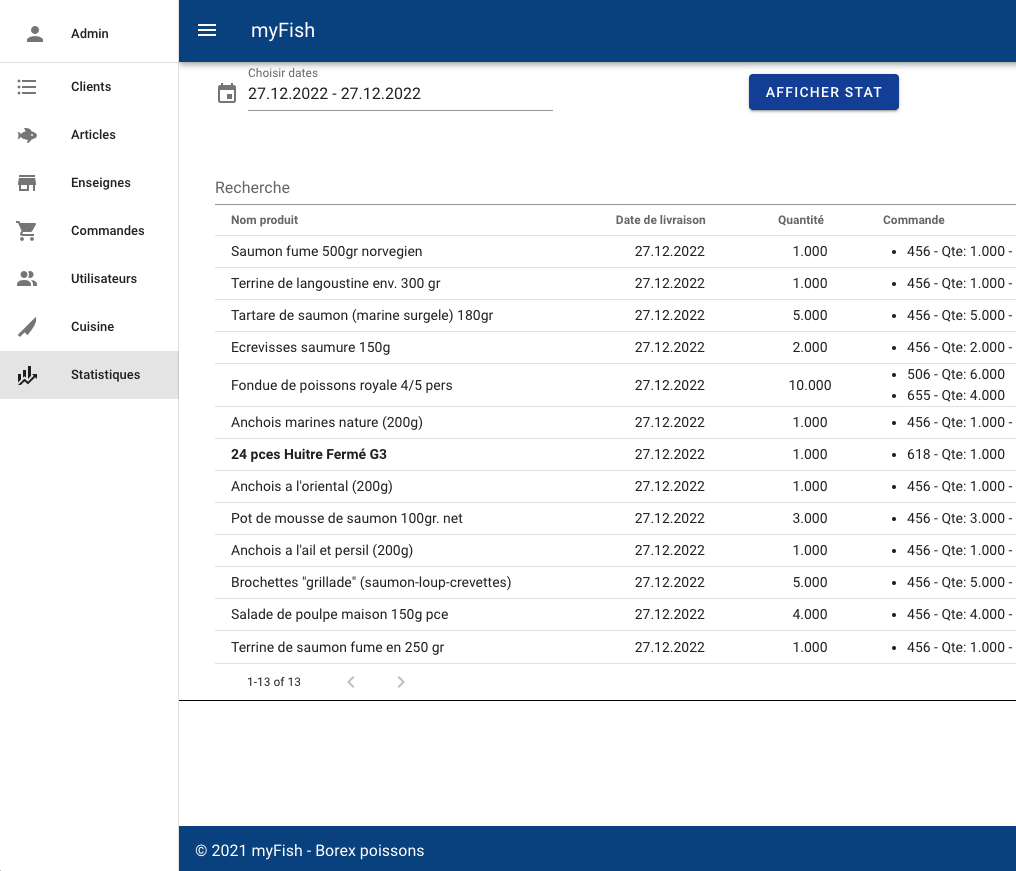 Admin
Clients
Articles
Enseignes
Commandes
Utilisateurs
Cuisine
Statistiques
myFish
Choisir dates
27.12.2022 - 27.12.2022
AFFICHER STAT
Recherche
Nom produit Date de livraison Quantité Commande
Saumon fume 500gr norvegien 27.12.2022 1.000 • 456 - Qte: 1.000 -
Terrine de langoustine env. 300 gr 27.12.2022 1.000 • 456 - Qte: 1.000 -
Tartare de saumon (marine surgele) 180gr 27.12.2022 5.000 • 456 - Qte: 5.000 -
Ecrevisses saumure 150g 27.12.2022 2.000 • 456 - Qte: 2.000 -
Fondue de poissons royale 4/5 pers 27.12.2022 10.000 • 506 - Qte: 6.000
• 655 - Qte: 4.000
Anchois marines nature (200g) 27.12.2022 1.000 • 456 - Qte: 1.000 -
24 pces Huitre Fermé G3 27.12.2022 1.000 • 618 - Qte: 1.000
Anchois a l'oriental (200g) 27.12.2022 1.000 • 456 - Qte: 1.000 -
Pot de mousse de saumon 100gr. net 27.12.2022 3.000 • 456 - Qte: 3.000 -
Anchois a l'ail et persil (200g) 27.12.2022 1.000 • 456 - Qte: 1.000 -
Brochettes "grillade" (saumon-loup-crevettes) 27.12.2022 5.000 • 456 - Qte: 5.000 -
Salade de poulpe maison 150g pce 27.12.2022 4.000 • 456 - Qte: 4.000 -
Terrine de saumon fume en 250 gr 27.12.2022 1.000 • 456 - Qte: 1.000 -
1-13 of 13
© 2021 myFish - Borex poissons